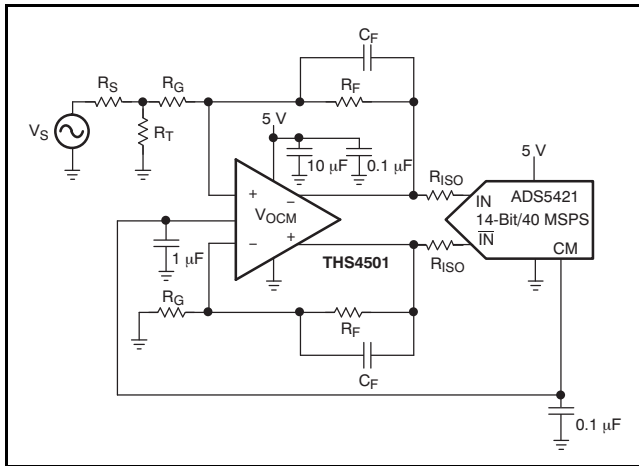 C_F
R_S
R_G
R_F
V_S
R_T
5 V
10 µF
0.1 µF
5 V
R_ISO
+
−
V_OCM
−
+
IN
ADS5421
14-Bit/40 MSPS
IN
CM
THS4501
R_ISO
1 µF
R_G
R_F
C_F
0.1 µF